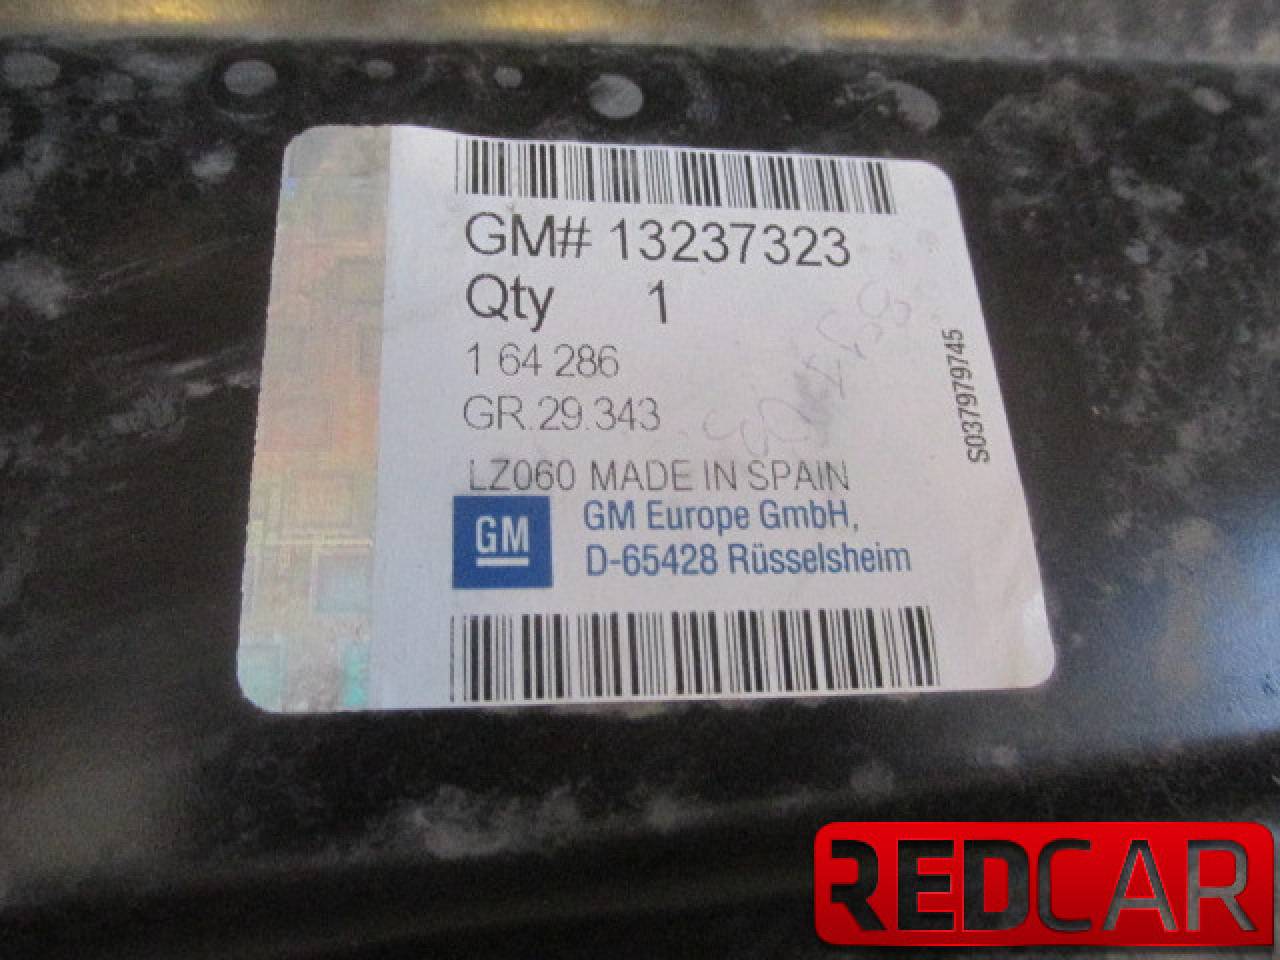 GM# 13237323
Qty 1
1 64 286
GR.29.343
LZ060 MADE IN SPAIN
GM
GM Europe GmbH,
D-65428 Rüsselsheim
S037979745
REDCAR